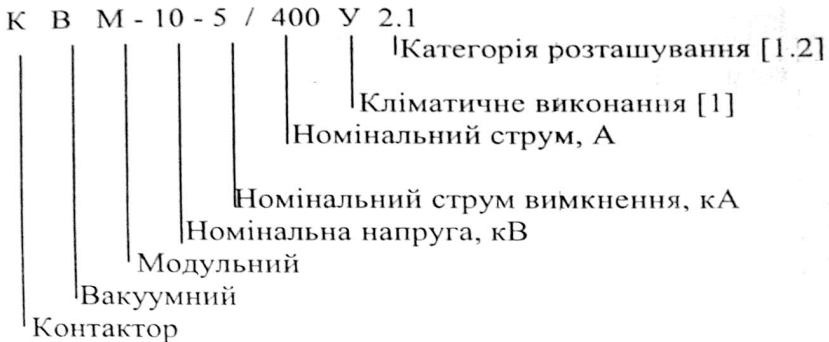 К В М - 10 - 5 / 400 У 2.1
Категорія розташування [1.2]
Кліматичне виконання [1]
Номінальний струм, А
Номінальний струм вимкнення, кА
Номінальна напруга, кВ
Модульний
Вакуумний
Контактор